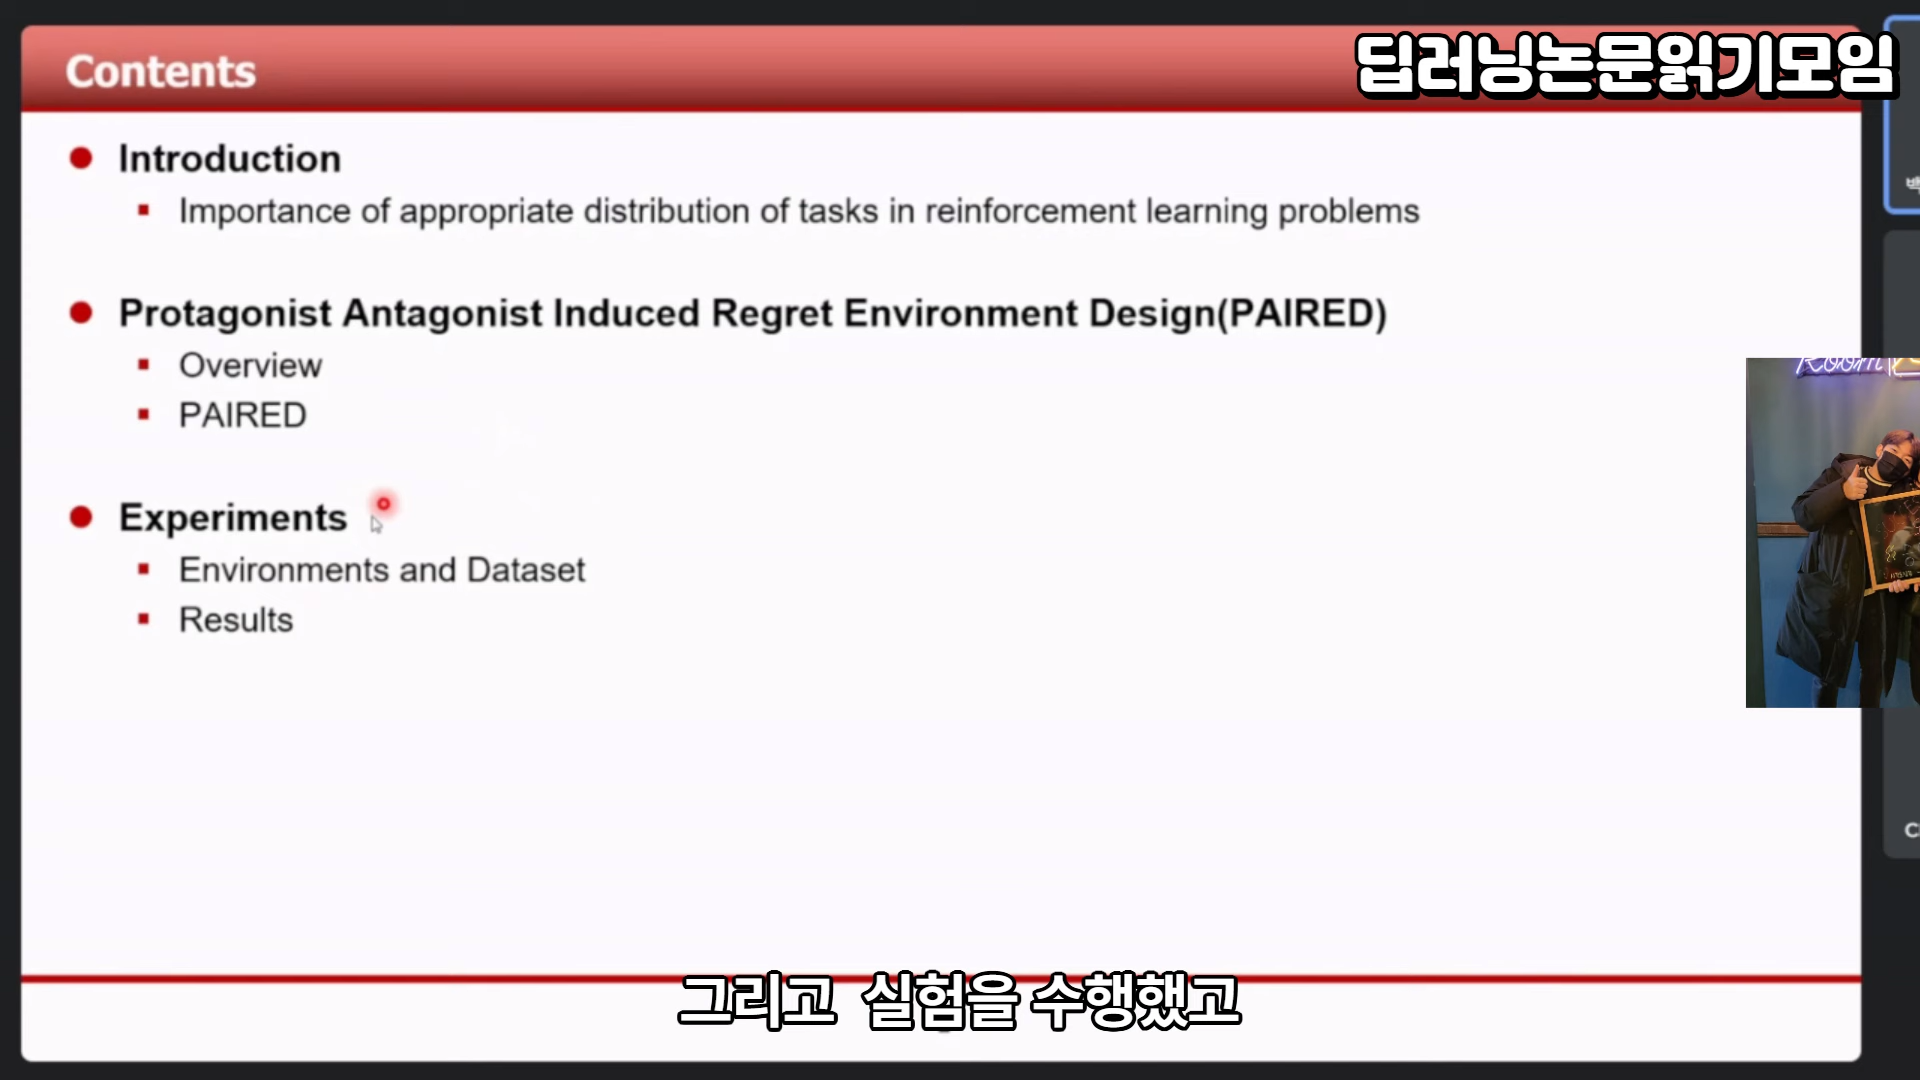 Contents
딥러닝논문읽기모임
Introduction
Importance of appropriate distribution of tasks in reinforcement learning problems
Protagonist Antagonist Induced Regret Environment Design(PAIRED)
Overview
PAIRED
Experiments
Environments and Dataset
Results
그리고 실험을 수행했고